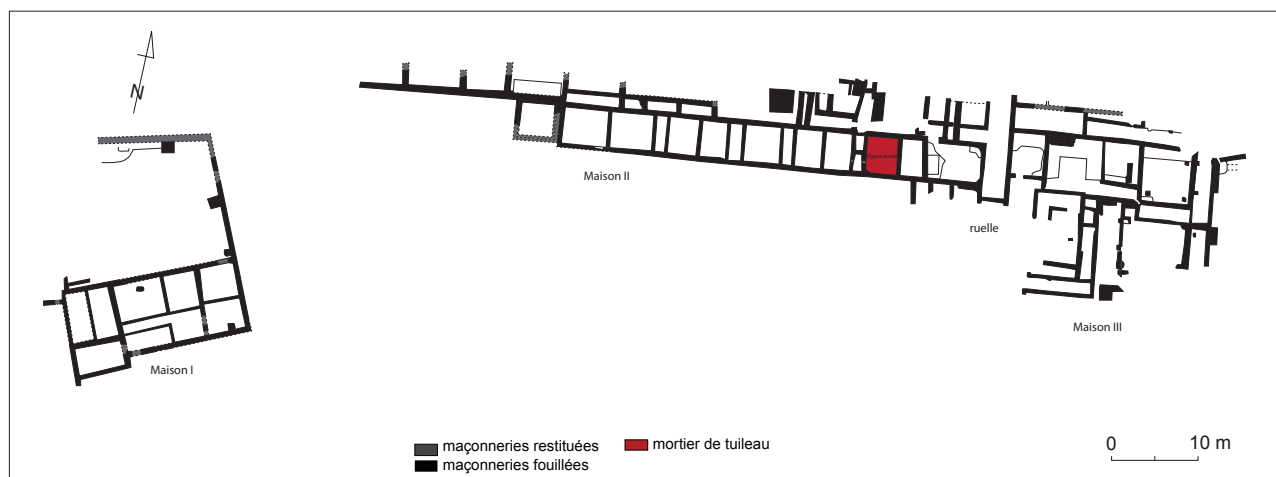 N
Maison II
ruelle
Maison III
Maison I
maçonneries restituées
mortier de tuileau
maçonneries fouillées
0 10 m